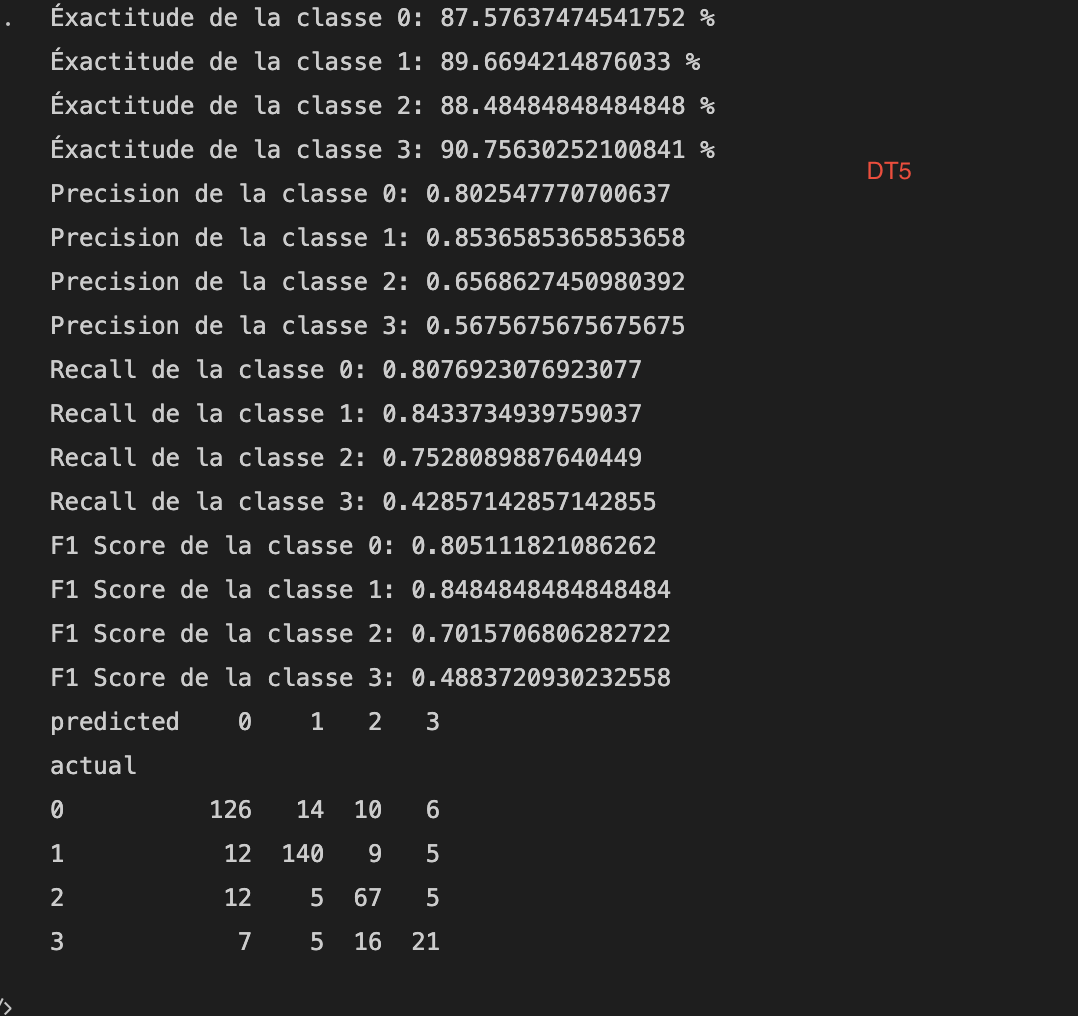 . Éxactitude de la classe 0: 87.57637474541752 %
Éxactitude de la classe 1: 89.6694214876033 %
Éxactitude de la classe 2: 88.48484848484848 %
Éxactitude de la classe 3: 90.75630252100841 %
DT5
Precision de la classe 0: 0.802547770700637
Precision de la classe 1: 0.8536585365853658
Precision de la classe 2: 0.6568627450980392
Precision de la classe 3: 0.5675675675675675
Recall de la classe 0: 0.8076923076923077
Recall de la classe 1: 0.8433734939759037
Recall de la classe 2: 0.7528089887640449
Recall de la classe 3: 0.42857142857142855
F1 Score de la classe 0: 0.805111821086262
F1 Score de la classe 1: 0.8484848484848484
F1 Score de la classe 2: 0.7015706806282722
F1 Score de la classe 3: 0.4883720930232558
predicted 0 1 2 3
actual
0 126 14 10 6
1 12 140 9 5
2 12 5 67 5
3 7 5 16 21
/>